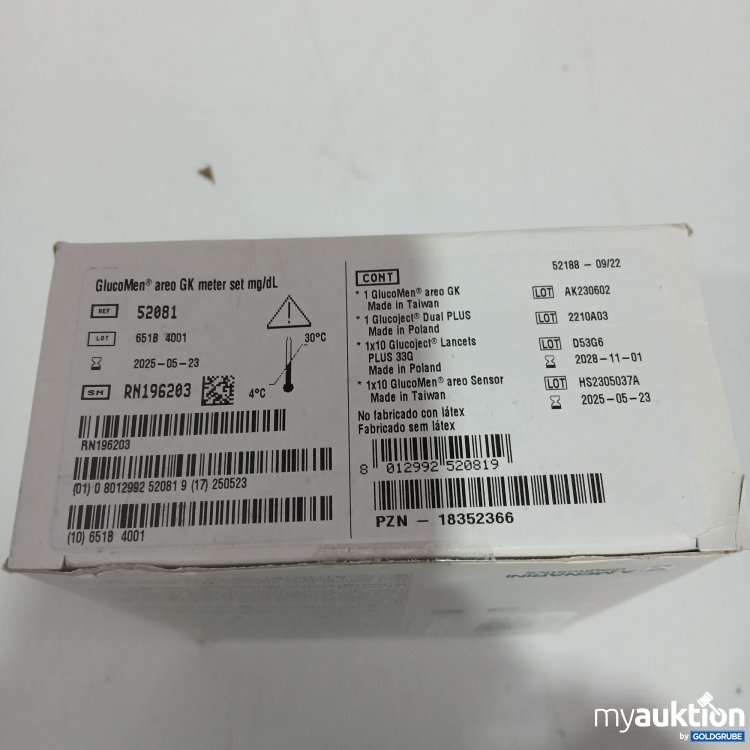 GlucoMen® areo GK meter set mg/dL
REF 52081
LOT 651B 4001
2025-05-23
30°C
4°C
SN RN196203
RN196203
(01) 0 8012992 52081 9 (17) 250523
(10) 651B 4001
CONT
52188 - 09/22
* 1 GlucoMen® areo GK
Made in Taiwan
LOT AK230602
* 1 Glucoject® Dual PLUS
Made in Poland
LOT 2210A03
* 1x10 Glucoject® Lancets
PLUS 33G
Made in Poland
LOT D53G6
2028-11-01
* 1x10 GlucoMen® areo Sensor
Made in Taiwan
LOT HS2305037A
2025-05-23
No fabricado con látex
Fabricado sem látex
8 012992 520819
PZN - 18352366
A.MENARINI
myauktion
by GOLDGRUBE